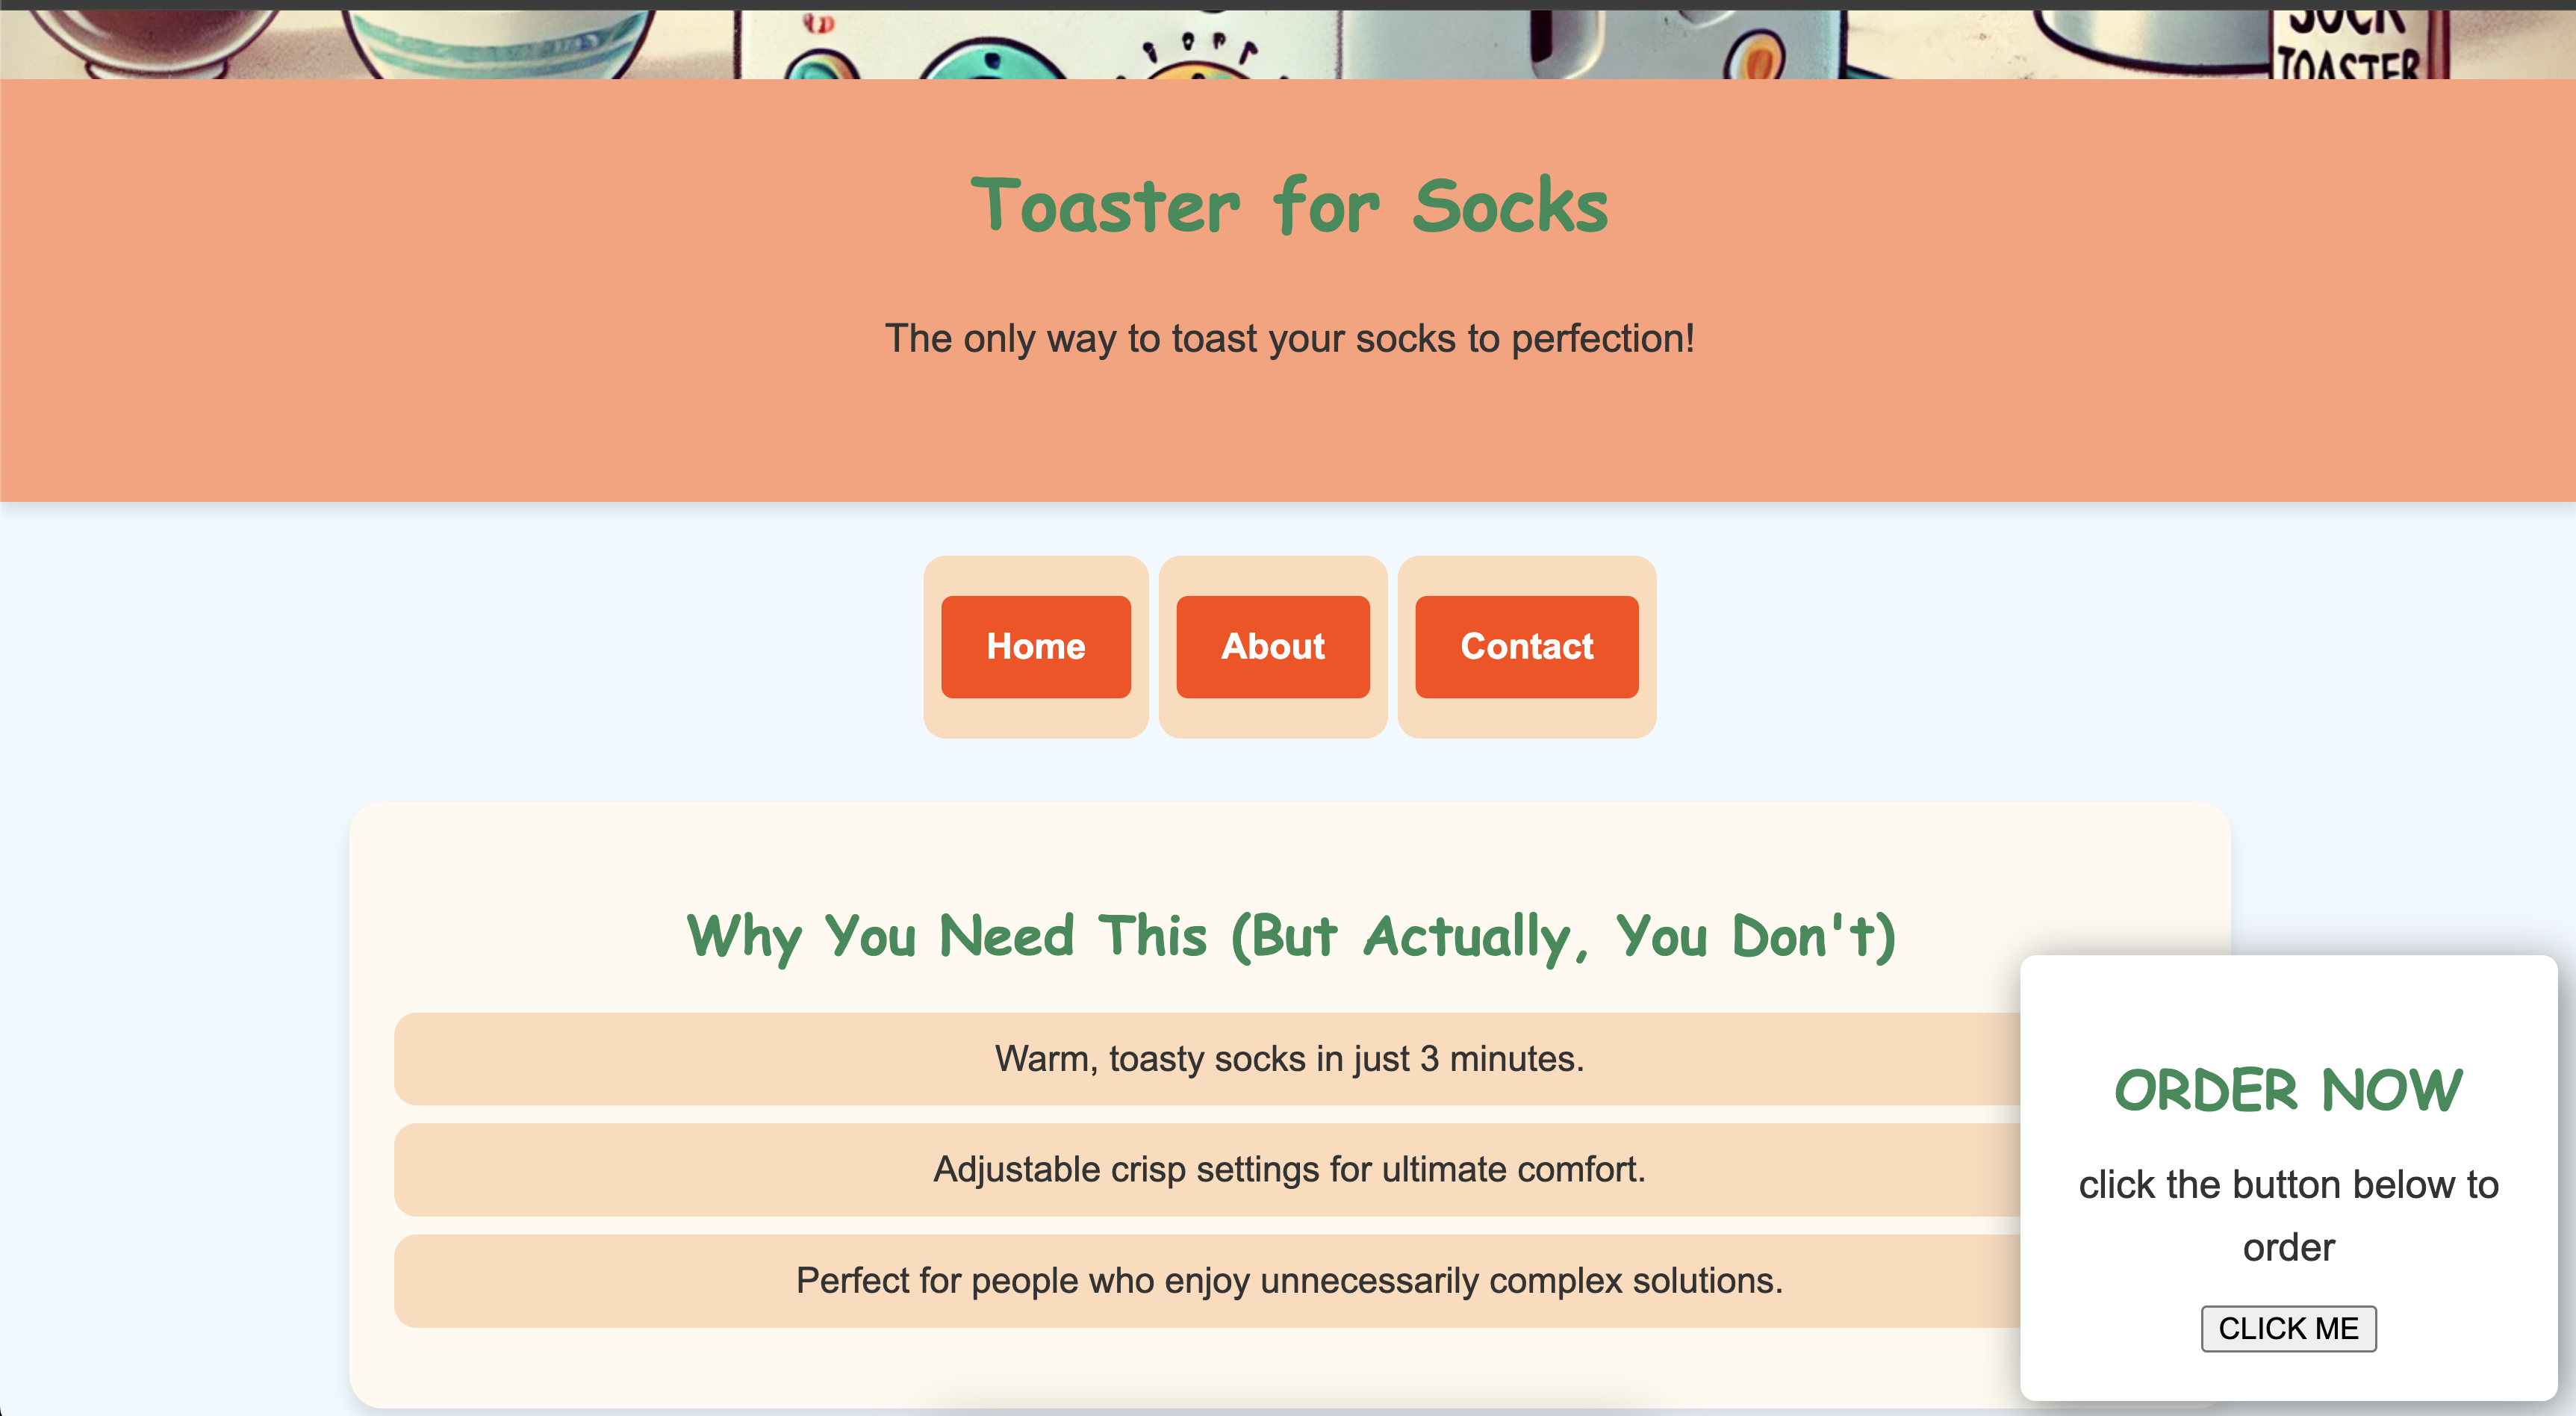 SOCK
TOASTER
Toaster for Socks
The only way to toast your socks to perfection!
Home
About
Contact
Why You Need This (But Actually, You Don't)
Warm, toasty socks in just 3 minutes.
Adjustable crisp settings for ultimate comfort.
Perfect for people who enjoy unnecessarily complex solutions.
ORDER NOW
click the button below to
order
CLICK ME